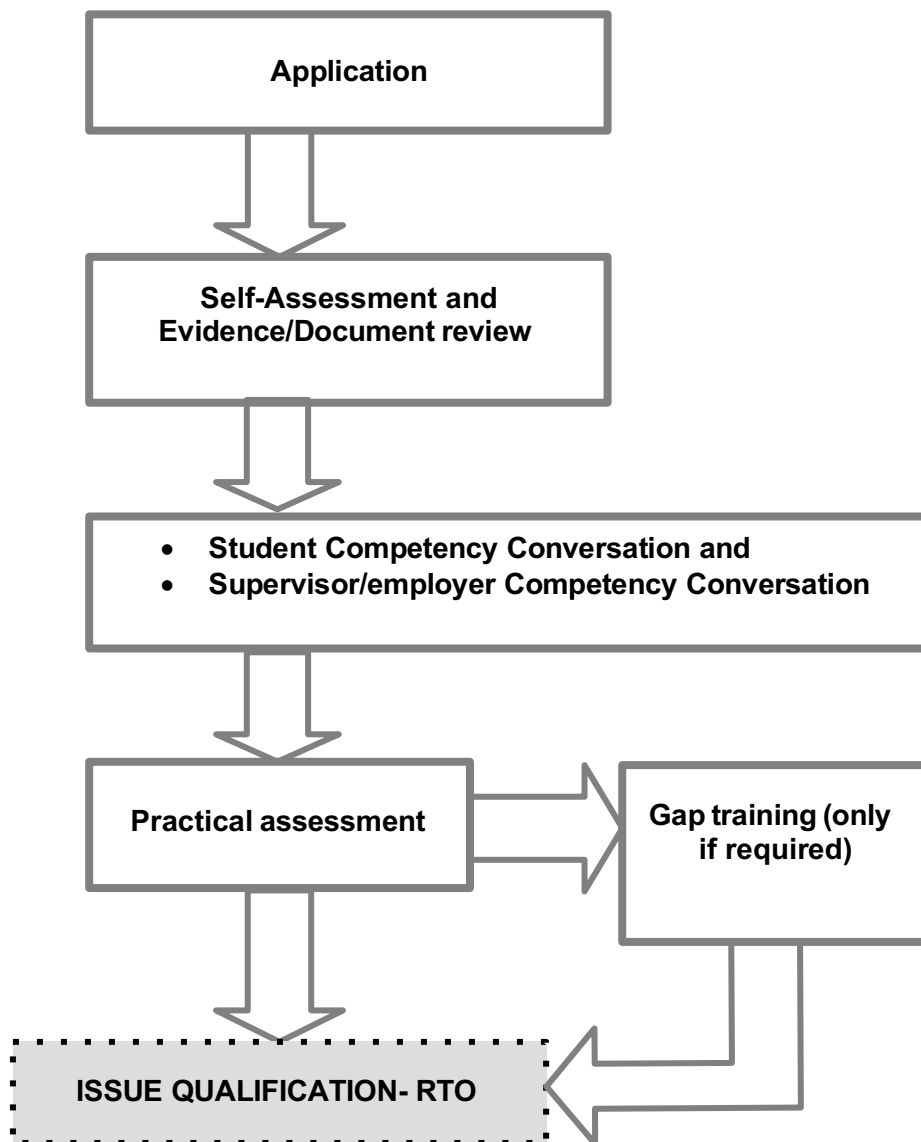 Application
Self-Assessment and
Evidence/Document review
• Student Competency Conversation and
• Supervisor/employer Competency Conversation
Practical assessment
Gap training (only
if required)
ISSUE QUALIFICATION- RTO